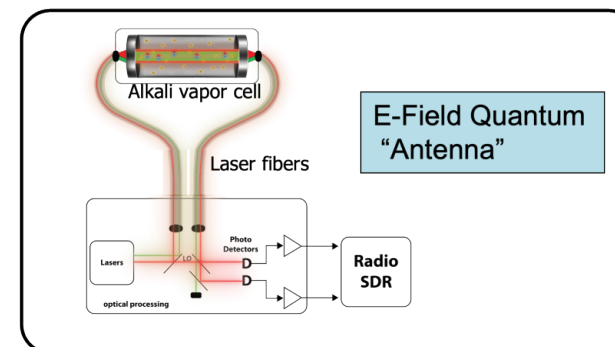 Alkali vapor cell
E-Field Quantum
“Antenna”
Laser fibers
Photo
Detectors
LO
Lasers
Radio
SDR
optical processing